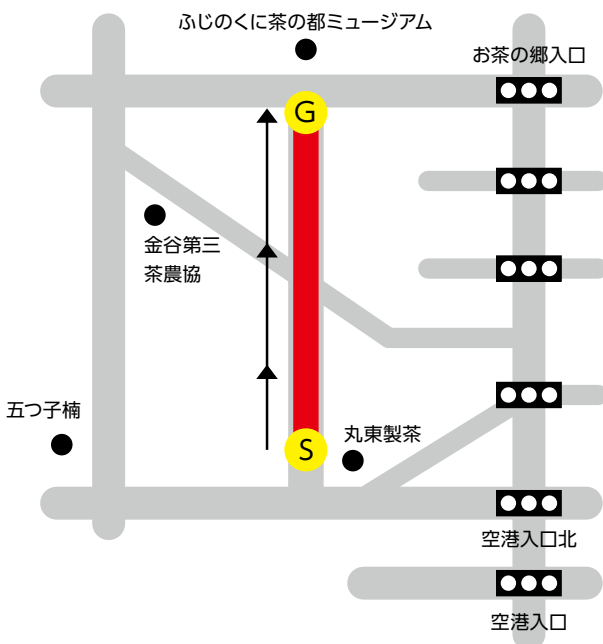 ふじのくに茶の都ミュージアム
お茶の郷入口
G
金谷第三
茶農協
五つ子楠
丸東製茶
S
空港入口北
空港入口